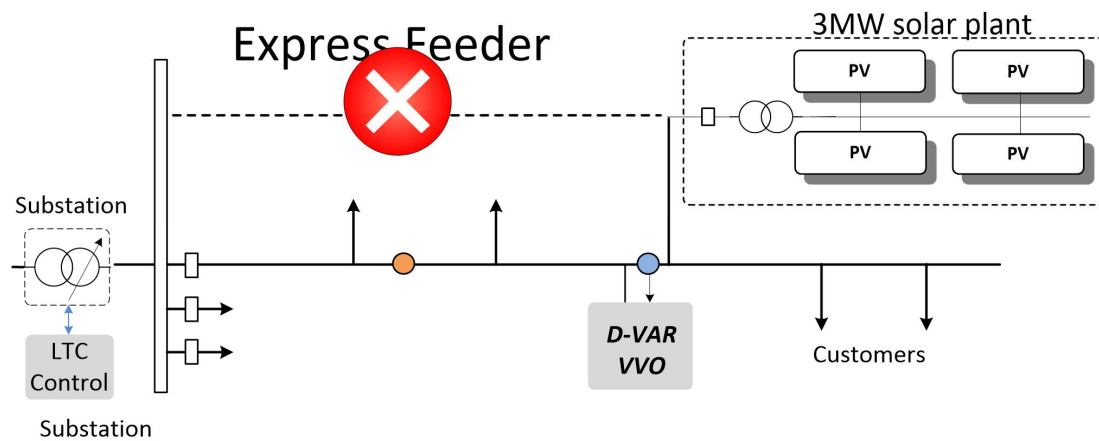 Express Feeder
3MW solar plant
PV
PV
PV
PV
Substation
LTC
Control
D-VAR
VVO
Customers
Substation